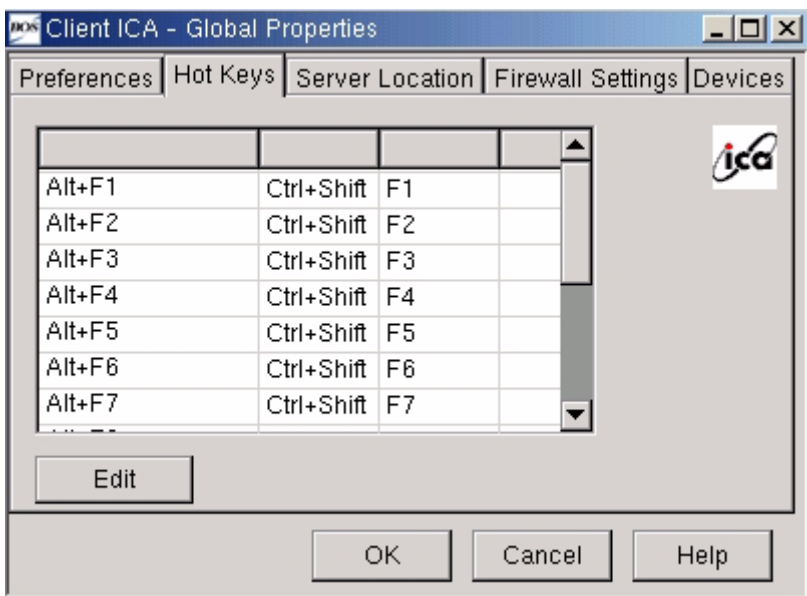 DOS Client ICA - Global Properties
Preferences Hot Keys Server Location Firewall Settings Devices
ica
Alt+F1 Ctrl+Shift F1
Alt+F2 Ctrl+Shift F2
Alt+F3 Ctrl+Shift F3
Alt+F4 Ctrl+Shift F4
Alt+F5 Ctrl+Shift F5
Alt+F6 Ctrl+Shift F6
Alt+F7 Ctrl+Shift F7
Edit
OK Cancel Help